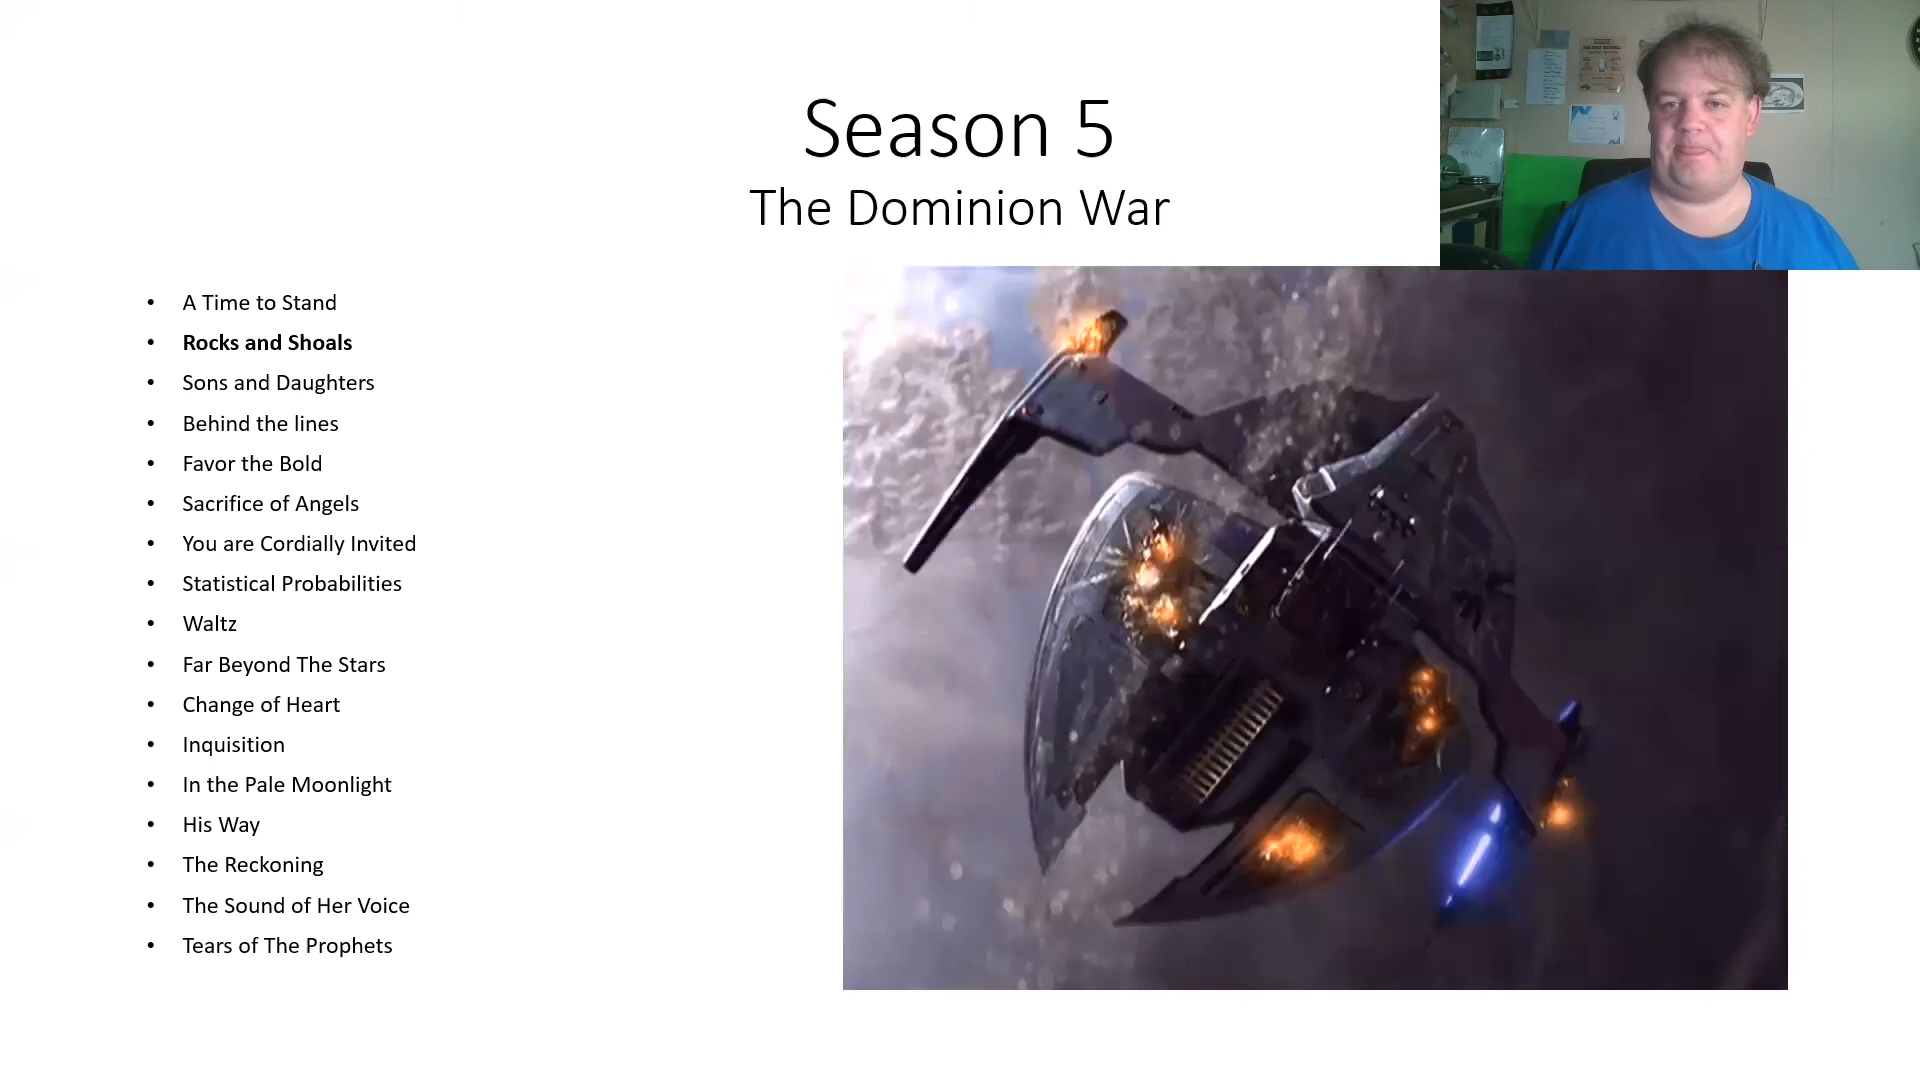 Season 5
The Dominion War
• A Time to Stand
• Rocks and Shoals
• Sons and Daughters
• Behind the lines
• Favor the Bold
• Sacrifice of Angels
• You are Cordially Invited
• Statistical Probabilities
• Waltz
• Far Beyond The Stars
• Change of Heart
• Inquisition
• In the Pale Moonlight
• His Way
• The Reckoning
• The Sound of Her Voice
• Tears of The Prophets